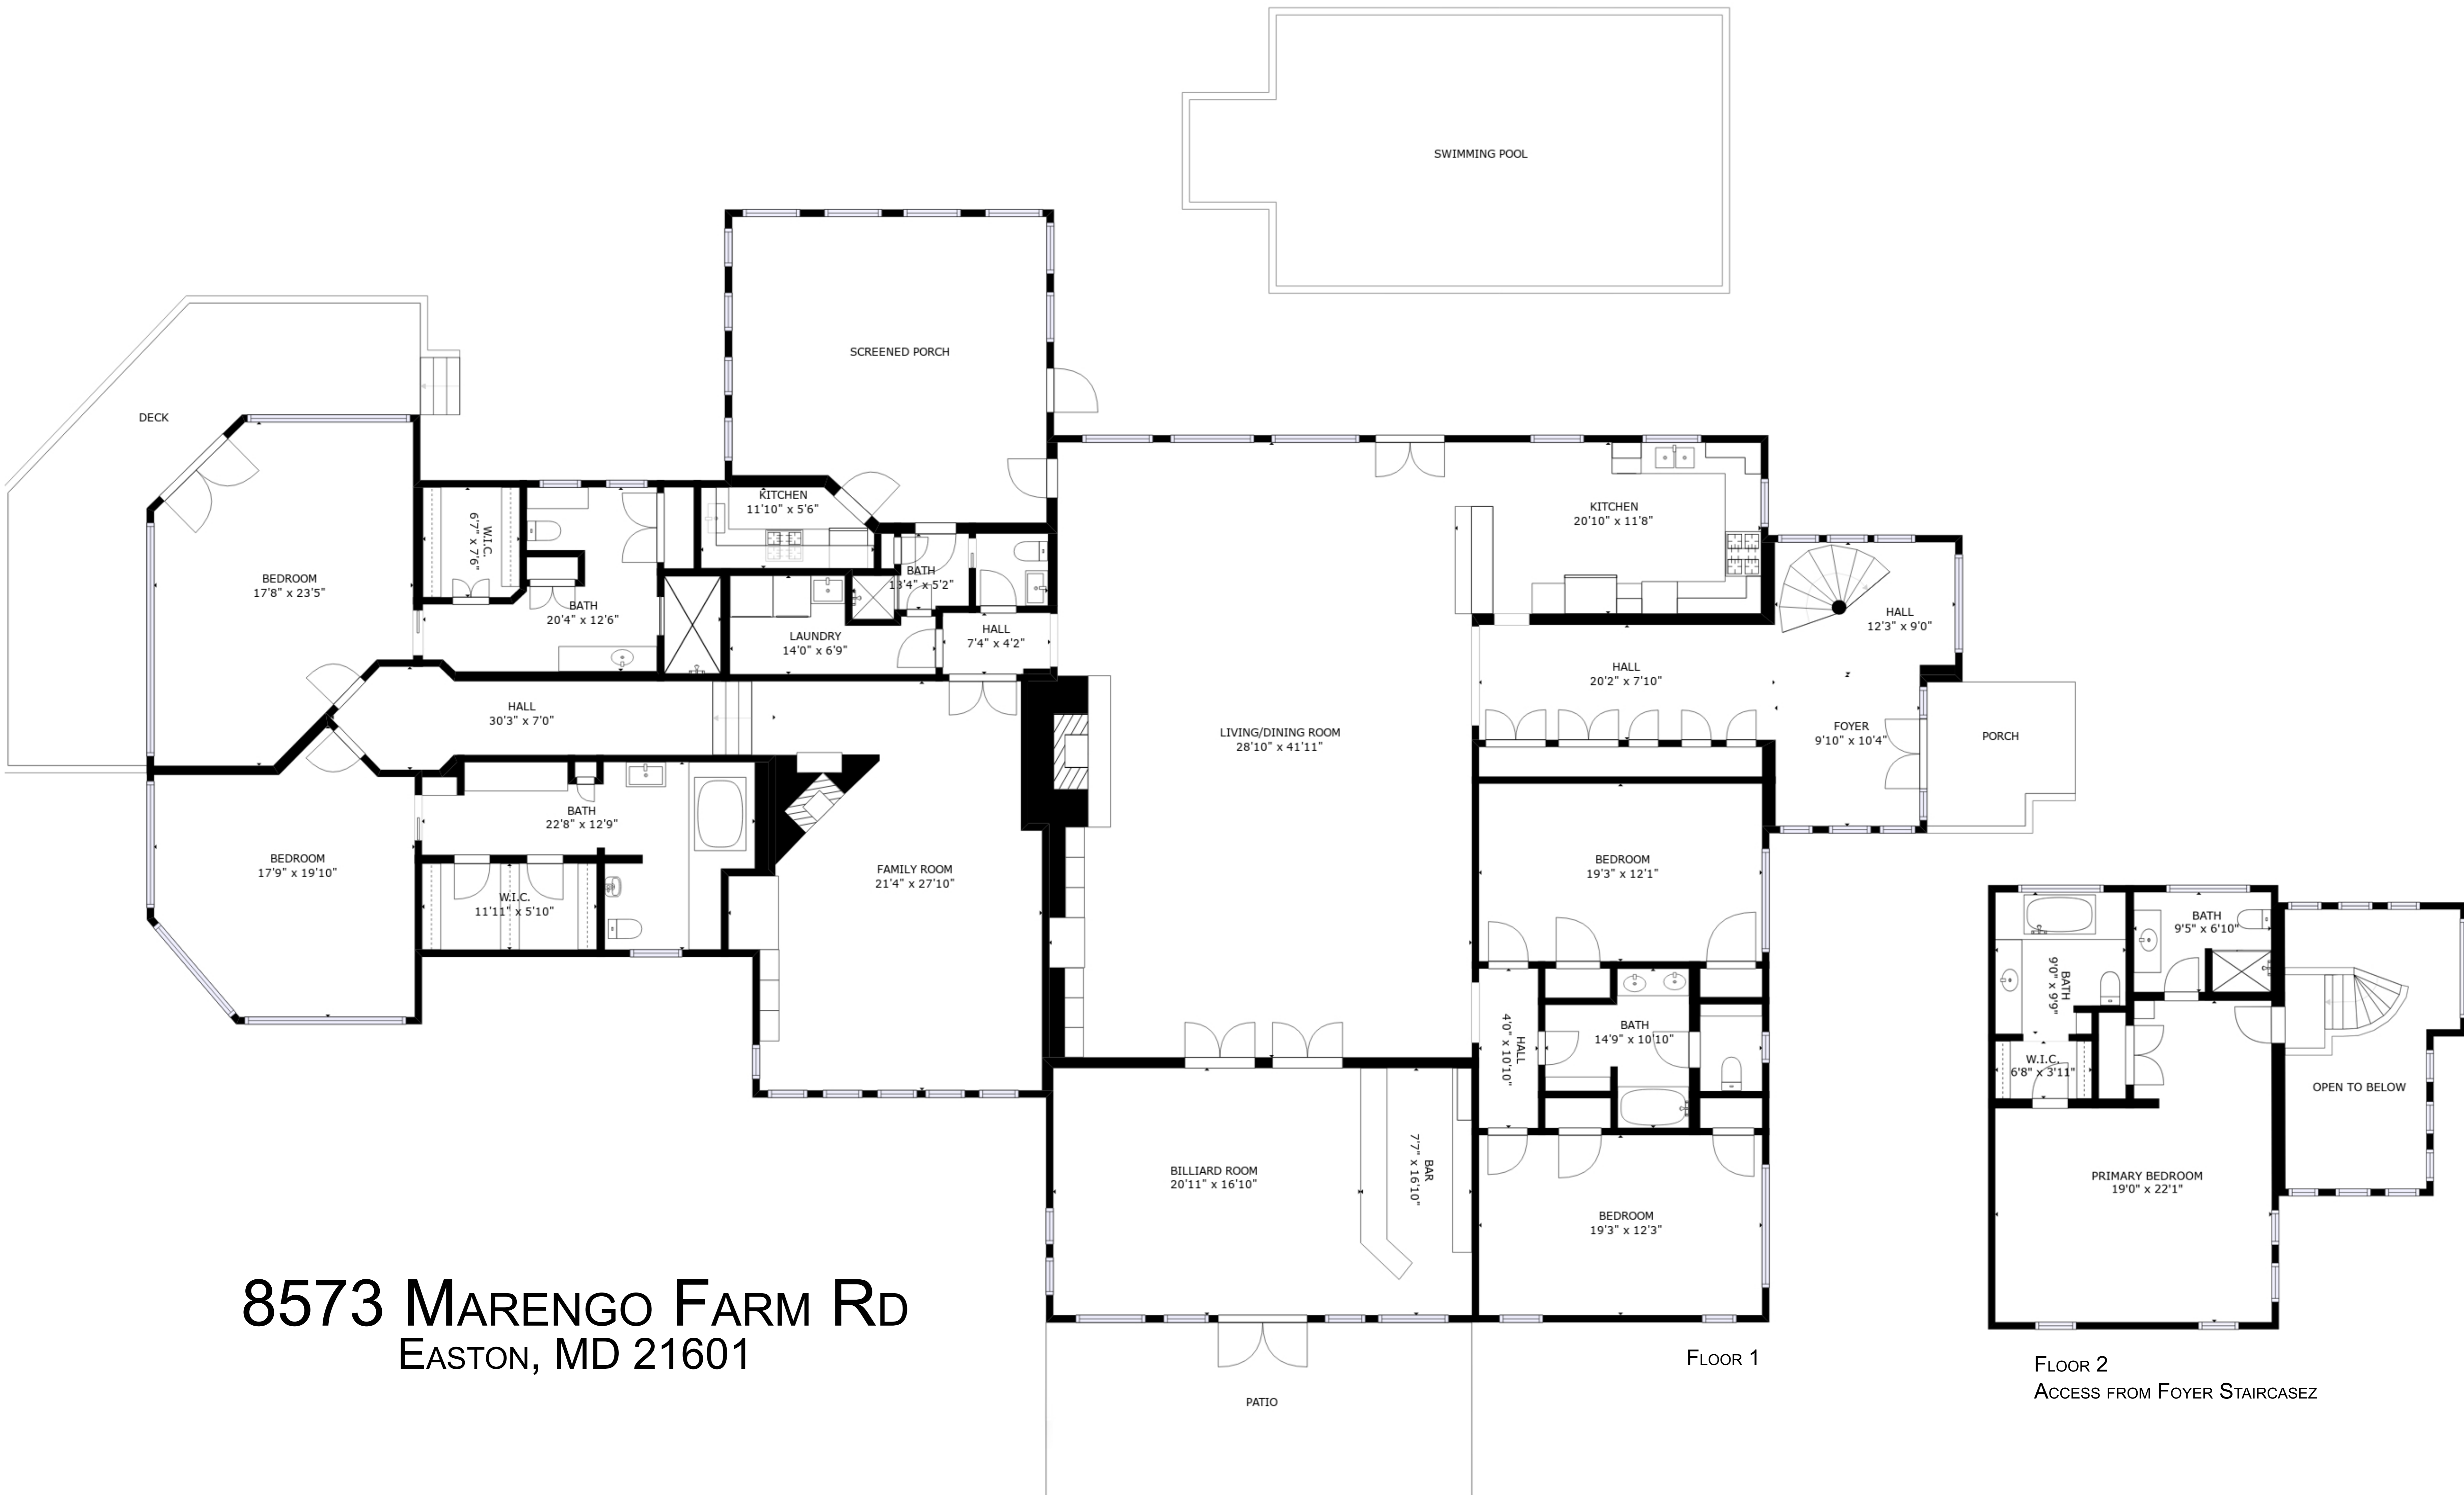 SWIMMING POOL
SCREENED PORCH
DECK
KITCHEN
11'10" x 5'6"
W.I.C.
6'7" x 7'6"
BEDROOM
17'8" x 23'5"
BATH
20'4" x 12'6"
BATH
13'4" x 5'2"
LAUNDRY
14'0" x 6'9"
HALL
7'4" x 4'2"
KITCHEN
20'10" x 11'8"
HALL
12'3" x 9'0"
HALL
20'2" x 7'10"
z
HALL
30'3" x 7'0"
LIVING/DINING ROOM
28'10" x 41'11"
FOYER
9'10" x 10'4"
PORCH
BATH
22'8" x 12'9"
BEDROOM
17'9" x 19'10"
FAMILY ROOM
21'4" x 27'10"
W.I.C.
11'11" x 5'10"
BEDROOM
19'3" x 12'1"
HALL
4'0" x 10'10"
BATH
14'9" x 10'10"
BILLIARD ROOM
20'11" x 16'10"
BAR
7'7" x 16'10"
BEDROOM
19'3" x 12'3"
PATIO
BATH
9'5" x 6'10"
BATH
9'0" x 9'9"
W.I.C.
6'8" x 3'11"
OPEN TO BELOW
PRIMARY BEDROOM
19'0" x 22'1"
8573 Marengo Farm Rd
Easton, MD 21601
Floor 1
Floor 2
Access from Foyer Staircasez